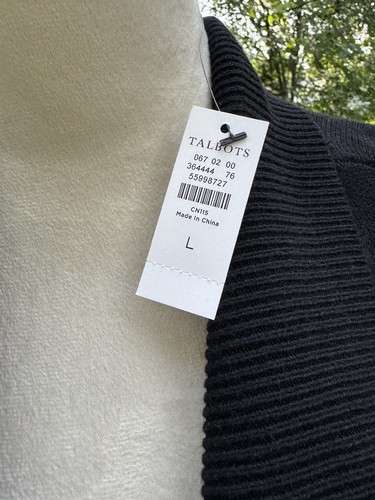 TALBOTS
067 02 00
364444 76
55998727
CN115
Made In China
L